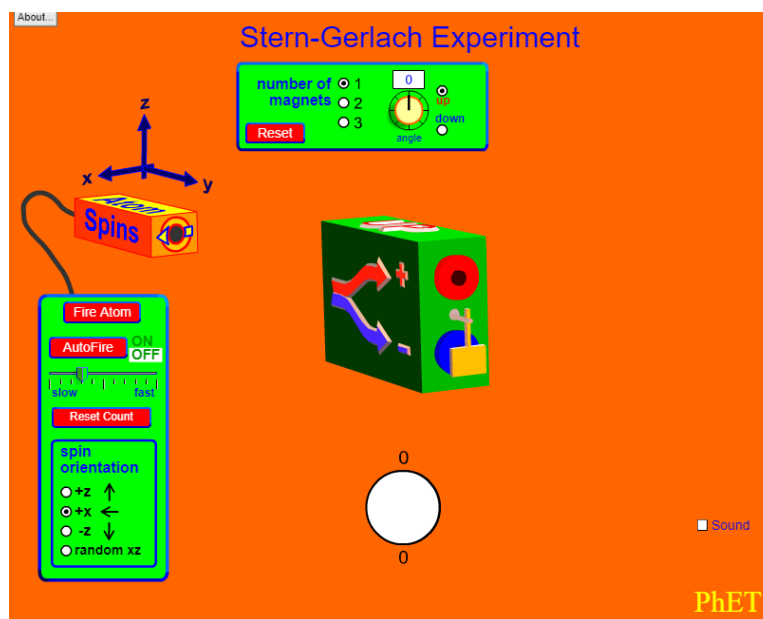 About...
Stern-Gerlach Experiment
number of
magnets
1
2
3
Reset
0
angle
up
down
z
x
y
Atom
Spins
+
-
Fire Atom
AutoFire
ON
OFF
slow
fast
Reset Count
spin
orientation
+z ↑
+x ←
-z ↓
random xz
0
0
Sound
PhET